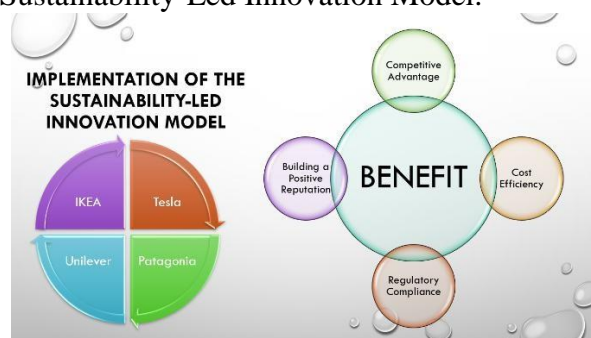 Sustainability-Led Innovation Model.
IMPLEMENTATION OF THE
SUSTAINABILITY-LED
INNOVATION MODEL
IKEA
Tesla
Unilever
Patagonia
Competitive
Advantage
Building a
Positive
Reputation
BENEFIT
Cost
Efficiency
Regulatory
Compliance